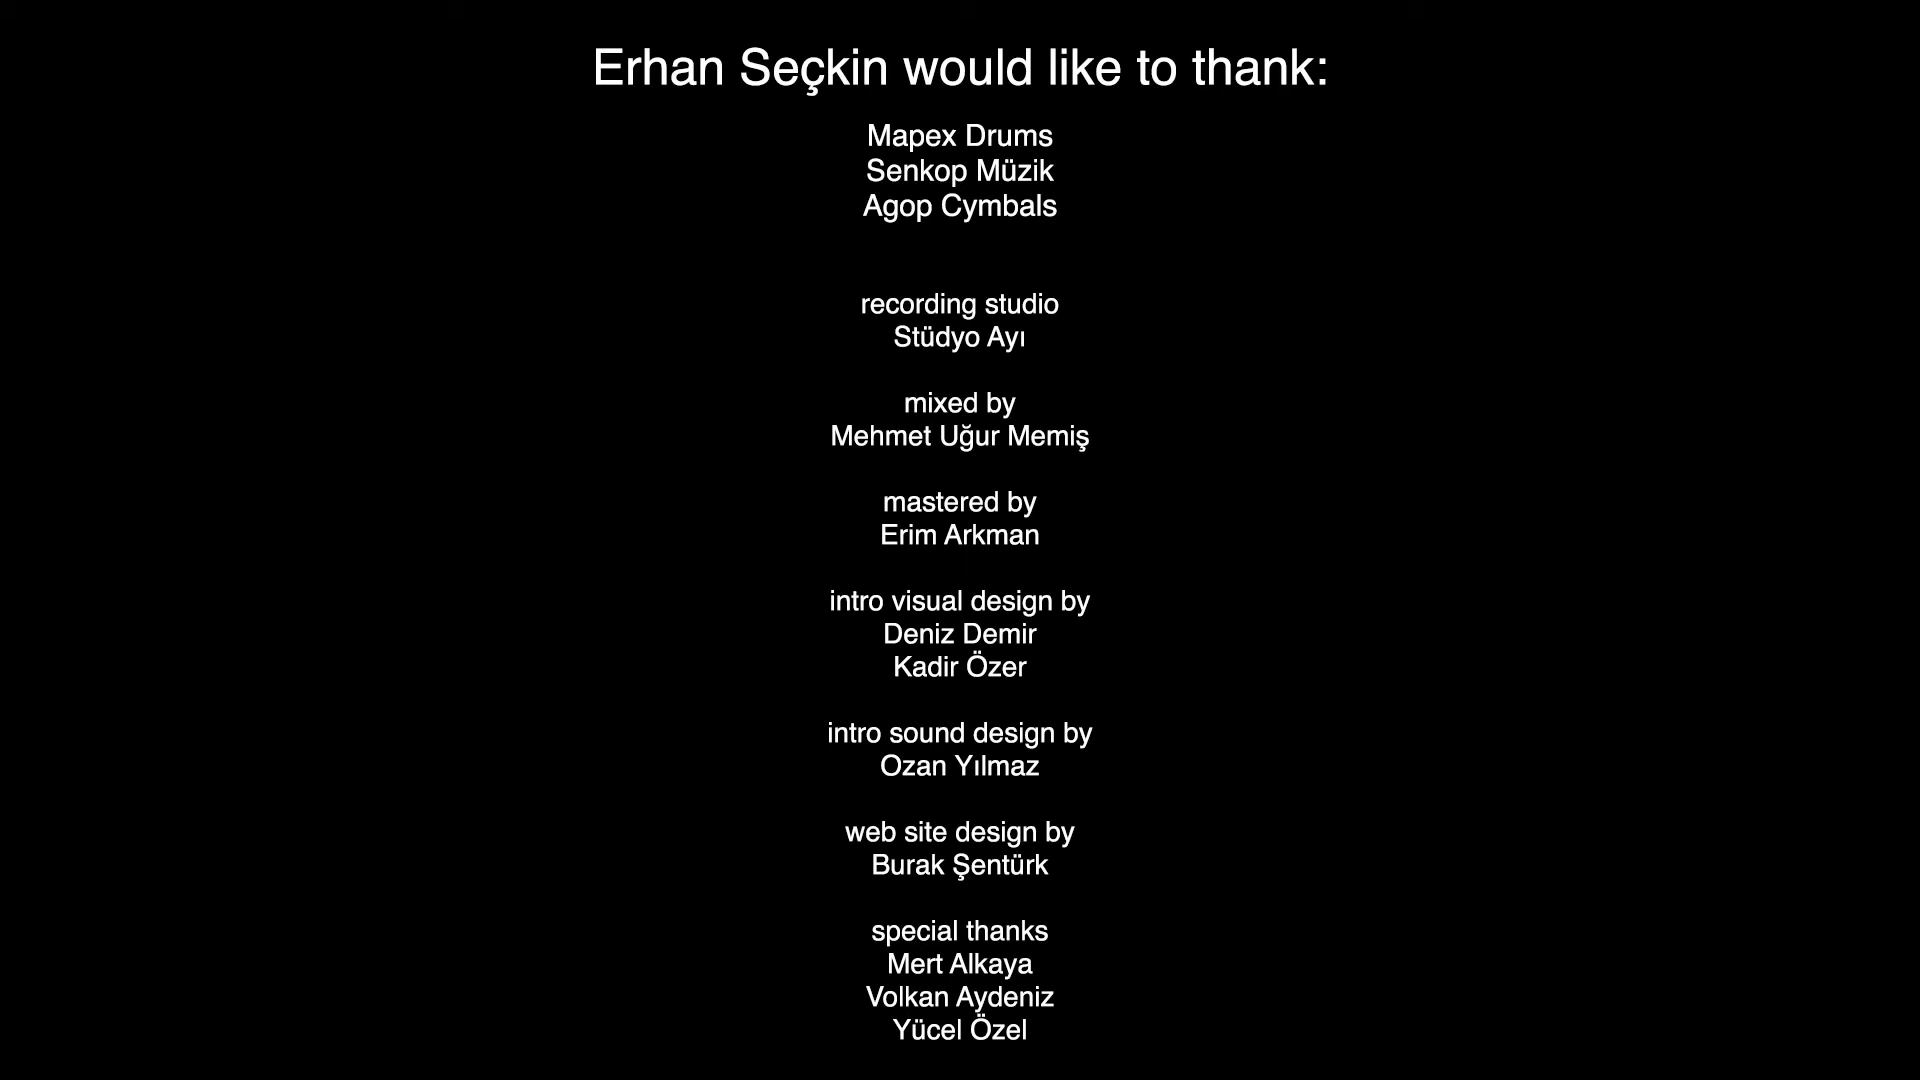 Erhan Seçkin would like to thank:
Mapex Drums
Senkop Müzik
Agop Cymbals
recording studio
Stüdyo Ayı
mixed by
Mehmet Uğur Memiş
mastered by
Erim Arkman
intro visual design by
Deniz Demir
Kadir Özer
intro sound design by
Ozan Yılmaz
web site design by
Burak Şentürk
special thanks
Mert Alkaya
Volkan Aydeniz
Yücel Özel